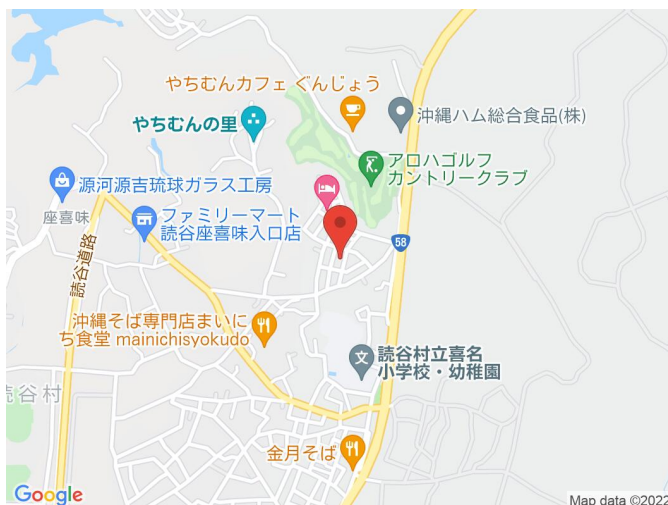 やちむんカフェ ぐんじょう
やちむんの里
沖縄ハム総合食品(株)
アロハゴルフ
カントリークラブ
源河源吉琉球ガラス工房
座喜味
ファミリーマート
読谷座喜味入口店
58
読谷道路
沖縄そば専門店まいに
ち食堂 mainichisyokudo
文
読谷村立喜名
小学校・幼稚園
読谷村
金月そば
Google
Map data ©2022